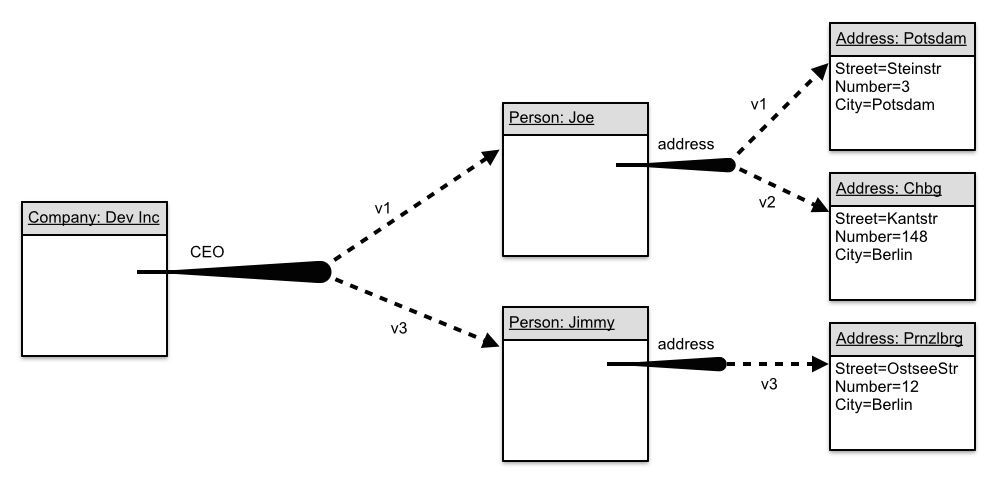 Company: Dev Inc
CEO
v1
v3
Person: Joe
address
v1
v2
Person: Jimmy
address
v3
Address: Potsdam
Street=Steinstr
Number=3
City=Potsdam
Address: Chbg
Street=Kantstr
Number=148
City=Berlin
Address: Prnzlbrg
Street=OstseeStr
Number=12
City=Berlin